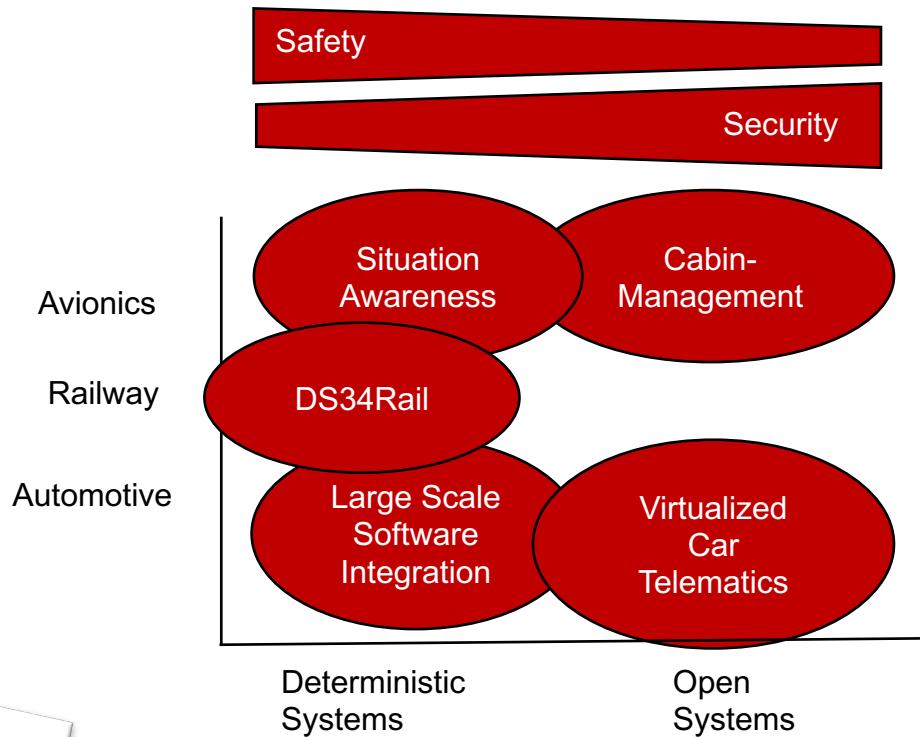 Safety
Security
Situation
Awareness
Cabin-
Management
Avionics
Railway
DS34Rail
Automotive
Large Scale
Software
Integration
Virtualized
Car
Telematics
Deterministic
Systems
Open
Systems